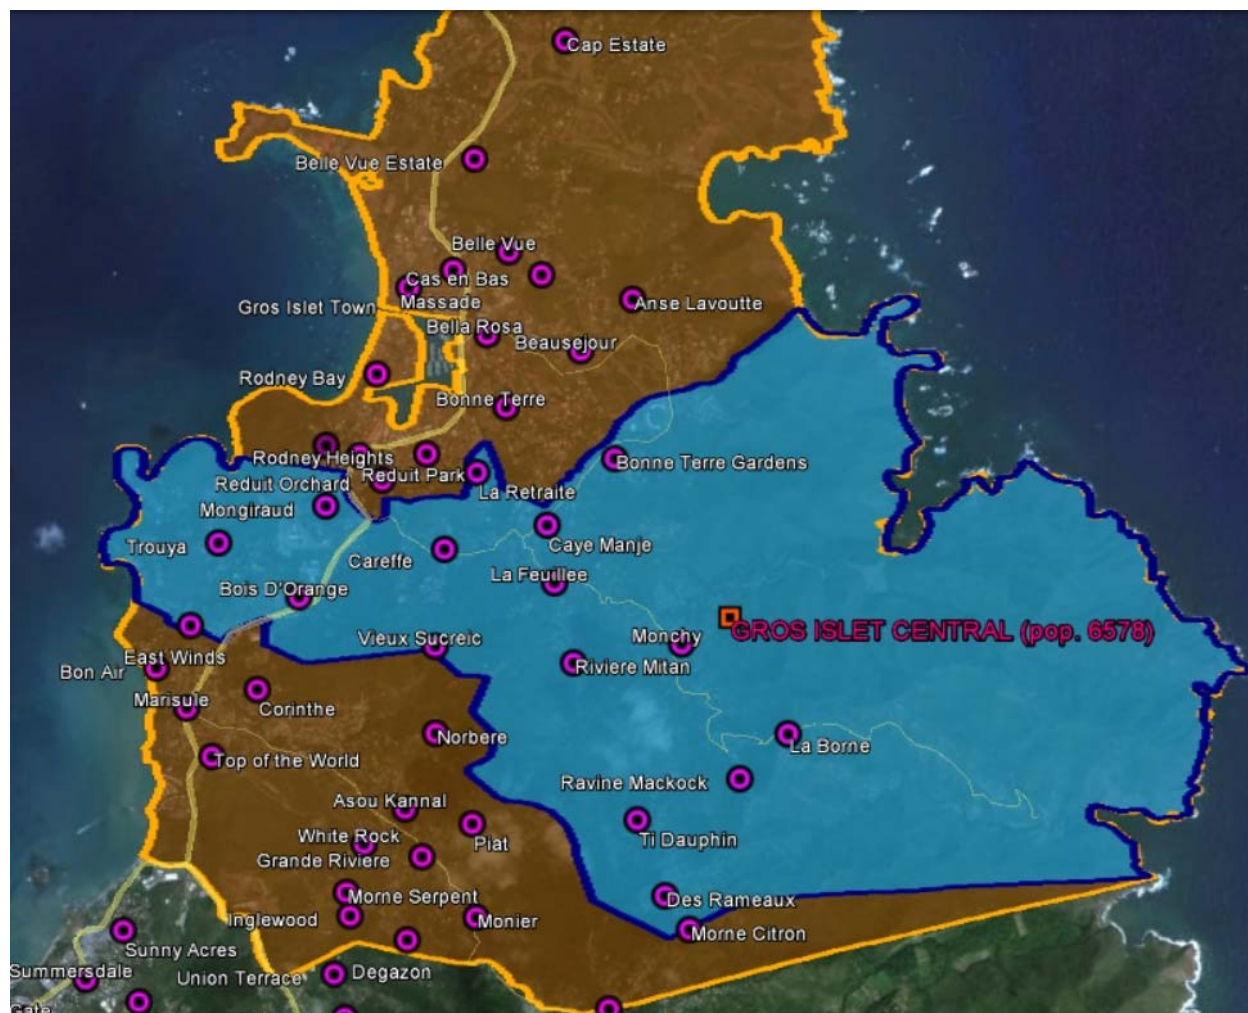 Cap Estate
Belle Vue Estate
Belle Vue
Cas en Bas
Massade
Anse Lavoutte
Gros Islet Town
Bella Rosa
Beausejour
Rodney Bay
Bonne Terre
Rodney Heights
Reduit Park
Bonne Terre Gardens
Reduit Orchard
La Retraite
Mongiraud
Trouya
Careffe
Caye Manje
La Feuillee
Bois D'Orange
GROS ISLET CENTRAL (pop. 6578)
Vieux Sucreic
Monchy
East Winds
Riviere Mitan
Bon Air
Marisule
Corinthe
Norbere
La Borne
Top of the World
Ravine Mackock
Asou Kannal
White Rock
Piat
Ti Dauphin
Grande Riviere
Morne Serpent
Des Rameaux
Inglewood
Monier
Morne Citron
Sunny Acres
Summersdale
Union Terrace
Degazon